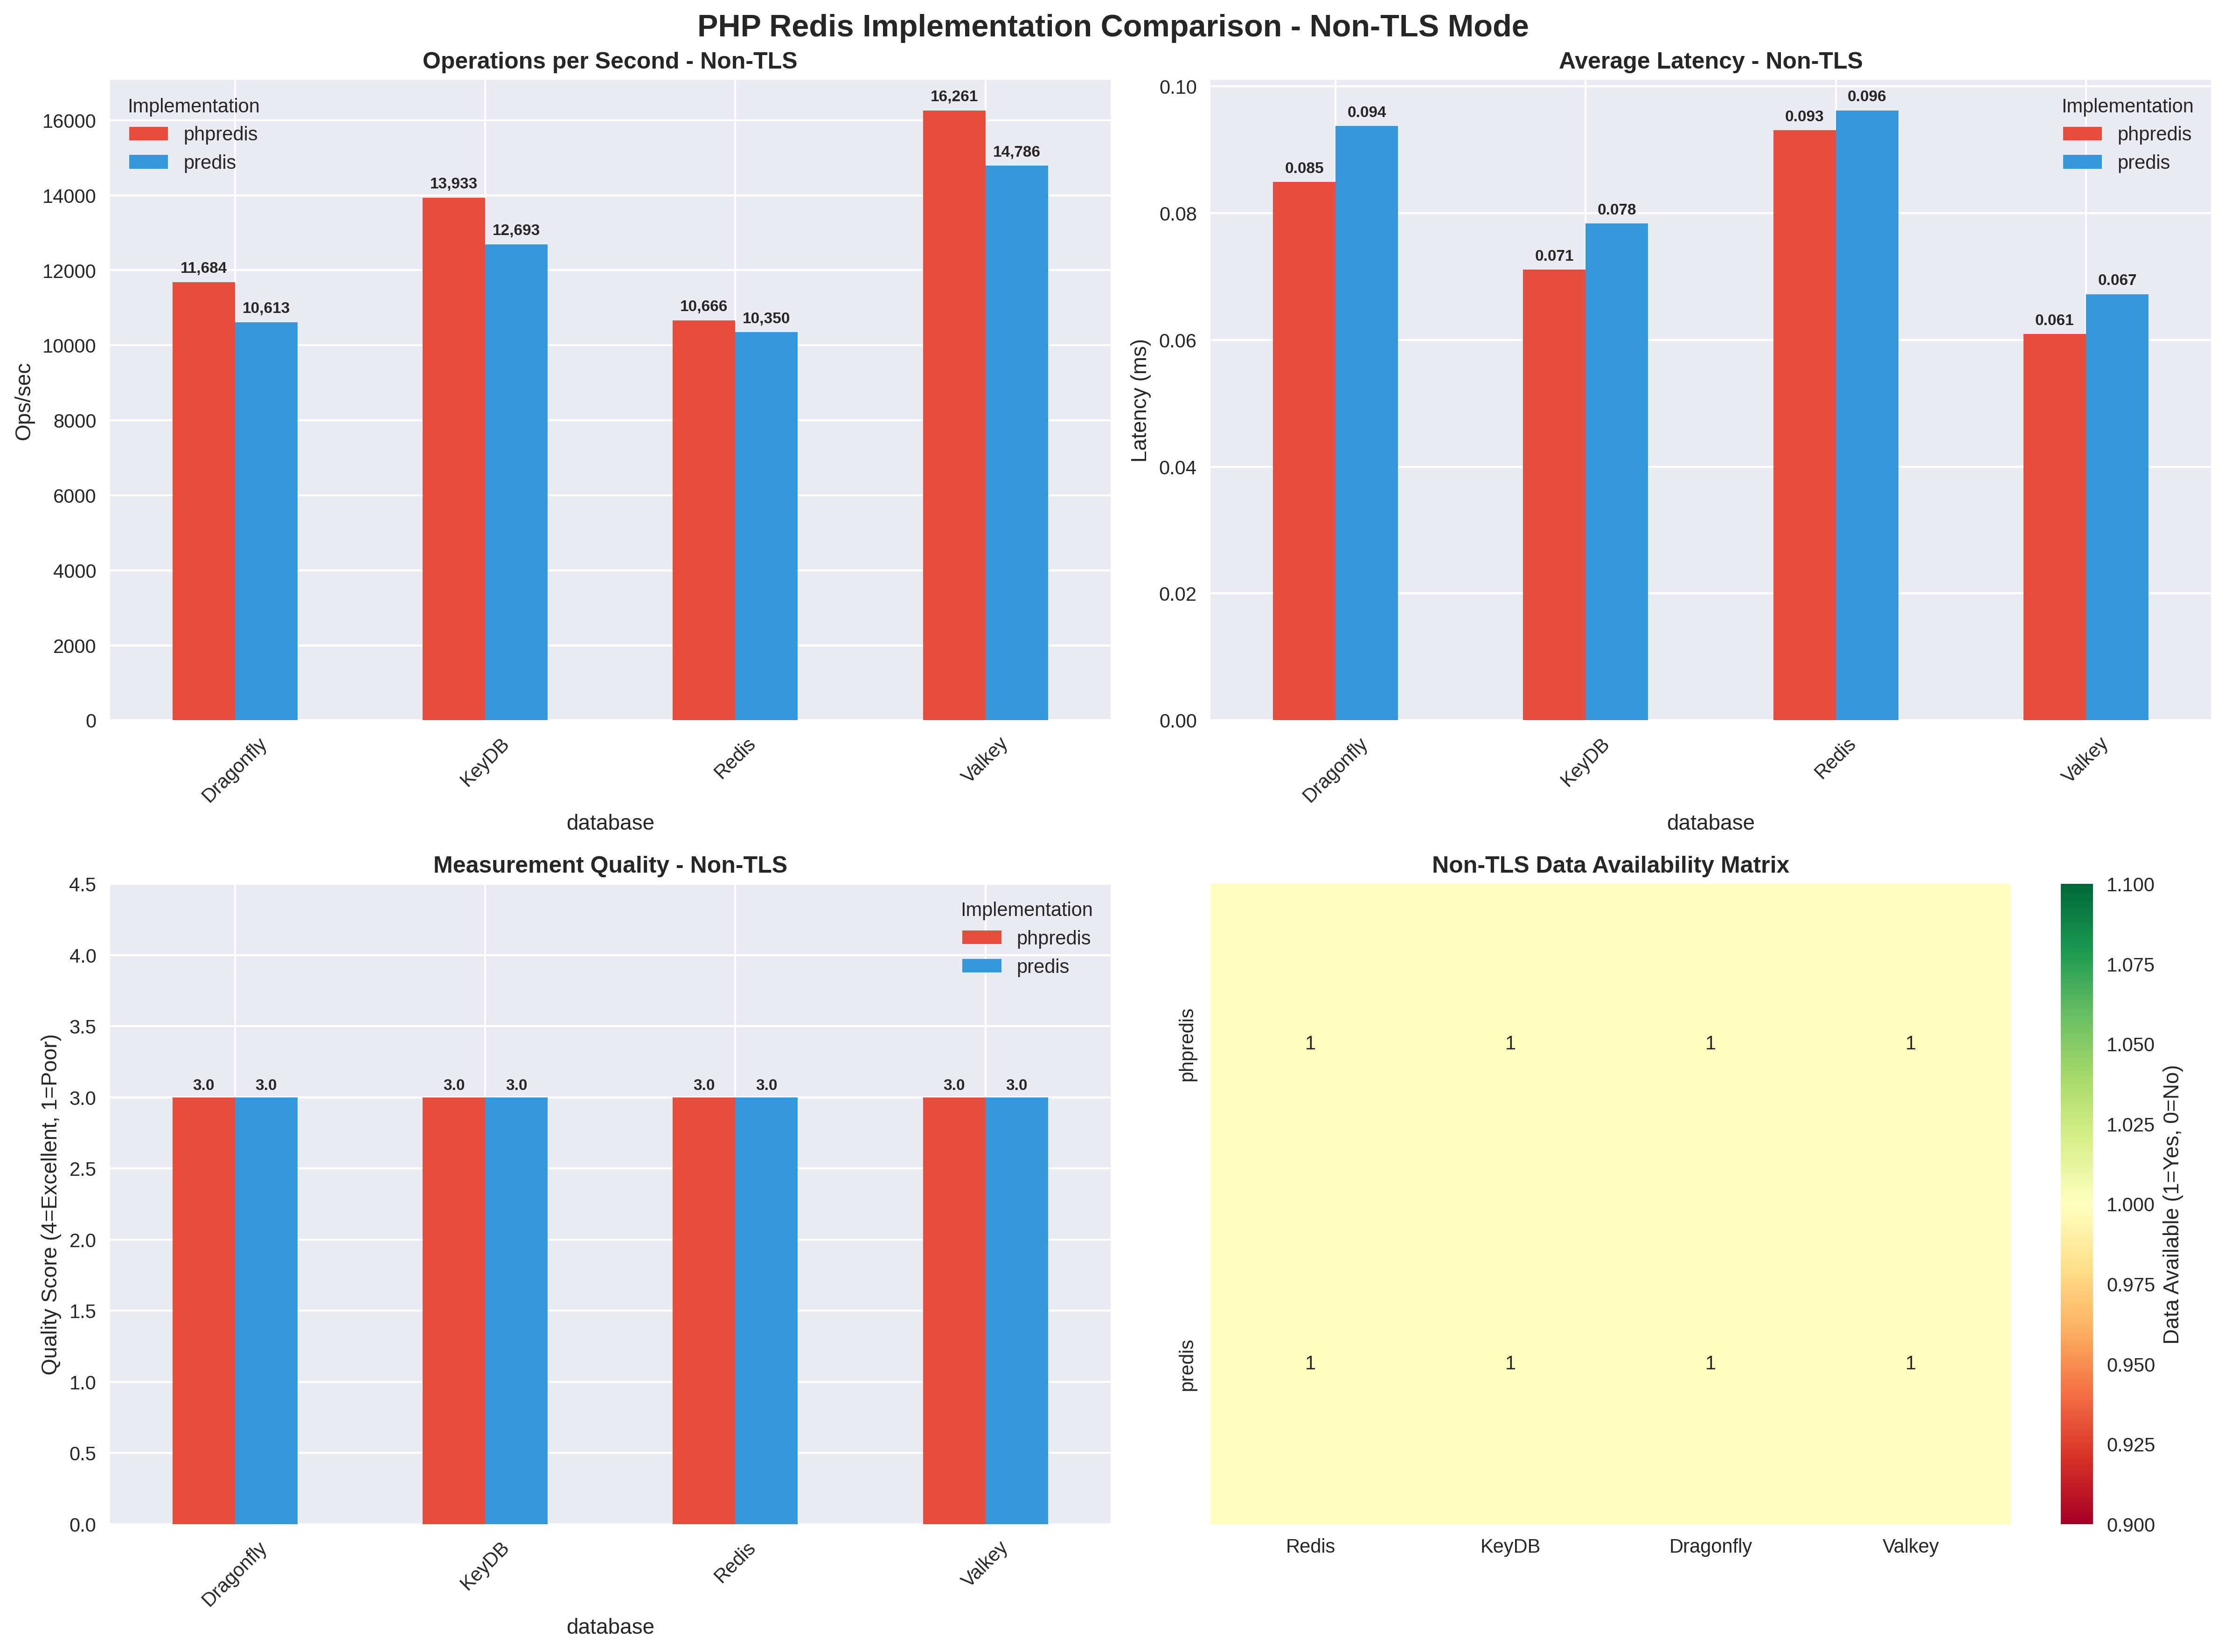 PHP Redis Implementation Comparison - Non-TLS Mode
Operations per Second - Non-TLS
Ops/sec
16000
14000
12000
10000
8000
6000
4000
2000
0
Implementation
phpredis
predis
11,684
10,613
13,933
12,693
10,666
10,350
16,261
14,786
Dragonfly
KeyDB
Redis
Valkey
database
Average Latency - Non-TLS
Latency (ms)
0.10
0.08
0.06
0.04
0.02
0.00
Implementation
phpredis
predis
0.085
0.094
0.071
0.078
0.093
0.096
0.061
0.067
Dragonfly
KeyDB
Redis
Valkey
database
Measurement Quality - Non-TLS
Quality Score (4=Excellent, 1=Poor)
4.5
4.0
3.5
3.0
2.5
2.0
1.5
1.0
0.5
0.0
Implementation
phpredis
predis
3.0 3.0 3.0 3.0 3.0 3.0 3.0 3.0
Dragonfly
KeyDB
Redis
Valkey
database
Non-TLS Data Availability Matrix
phpredis
1 1 1 1
predis
1 1 1 1
Redis KeyDB Dragonfly Valkey
1.100
1.075
1.050
1.025
1.000
0.975
0.950
0.925
0.900
Data Available (1=Yes, 0=No)